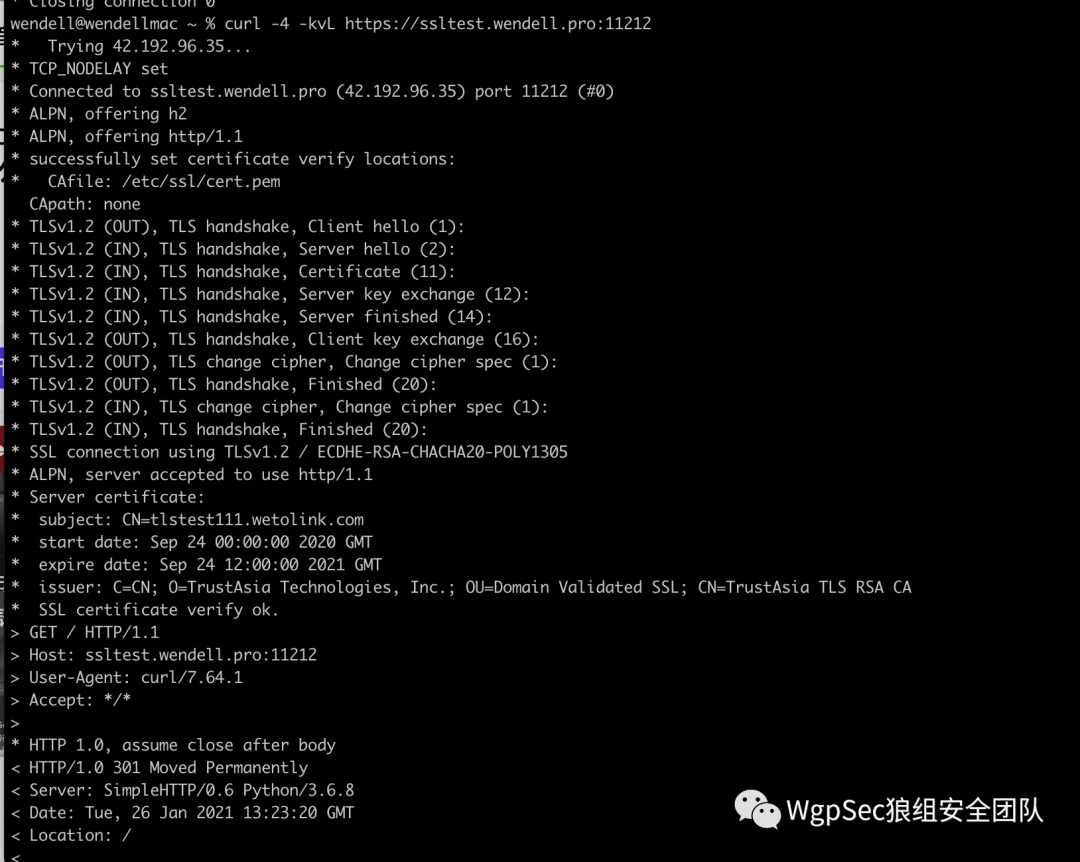 * Closing connection 0
wendell@wendellmac ~ % curl -4 -kvL https://ssltest.wendell.pro:11212
*   Trying 42.192.96.35...
* TCP_NODELAY set
* Connected to ssltest.wendell.pro (42.192.96.35) port 11212 (#0)
* ALPN, offering h2
* ALPN, offering http/1.1
* successfully set certificate verify locations:
*   CAfile: /etc/ssl/cert.pem
  CApath: none
* TLSv1.2 (OUT), TLS handshake, Client hello (1):
* TLSv1.2 (IN), TLS handshake, Server hello (2):
* TLSv1.2 (IN), TLS handshake, Certificate (11):
* TLSv1.2 (IN), TLS handshake, Server key exchange (12):
* TLSv1.2 (IN), TLS handshake, Server finished (14):
* TLSv1.2 (OUT), TLS handshake, Client key exchange (16):
* TLSv1.2 (OUT), TLS change cipher, Change cipher spec (1):
* TLSv1.2 (OUT), TLS handshake, Finished (20):
* TLSv1.2 (IN), TLS change cipher, Change cipher spec (1):
* TLSv1.2 (IN), TLS handshake, Finished (20):
* SSL connection using TLSv1.2 / ECDHE-RSA-CHACHA20-POLY1305
* ALPN, server accepted to use http/1.1
* Server certificate:
*  subject: CN=tlstest111.wetolink.com
*  start date: Sep 24 00:00:00 2020 GMT
*  expire date: Sep 24 12:00:00 2021 GMT
*  issuer: C=CN; O=TrustAsia Technologies, Inc.; OU=Domain Validated SSL; CN=TrustAsia TLS RSA CA
*  SSL certificate verify ok.
> GET / HTTP/1.1
> Host: ssltest.wendell.pro:11212
> User-Agent: curl/7.64.1
> Accept: */*
>
* HTTP 1.0, assume close after body
< HTTP/1.0 301 Moved Permanently
< Server: SimpleHTTP/0.6 Python/3.6.8
< Date: Tue, 26 Jan 2021 13:23:20 GMT
< Location: /
<
WgpSec狼组安全团队